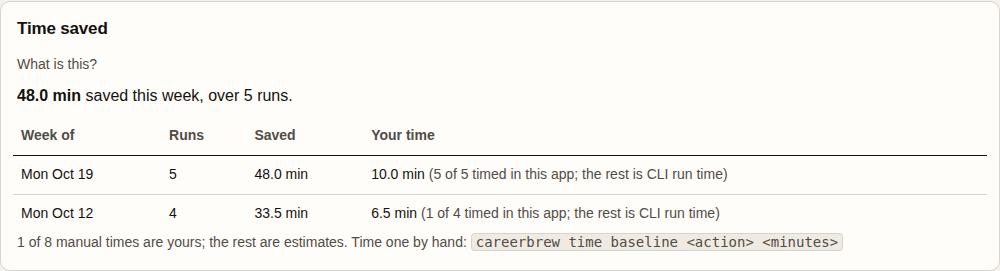 Time saved
What is this?
48.0 min saved this week, over 5 runs.
Week of Runs Saved Your time
Mon Oct 19 5 48.0 min 10.0 min (5 of 5 timed in this app; the rest is CLI run time)
Mon Oct 12 4 33.5 min 6.5 min (1 of 4 timed in this app; the rest is CLI run time)
1 of 8 manual times are yours; the rest are estimates. Time one by hand: careerbrew time baseline <action> <minutes>